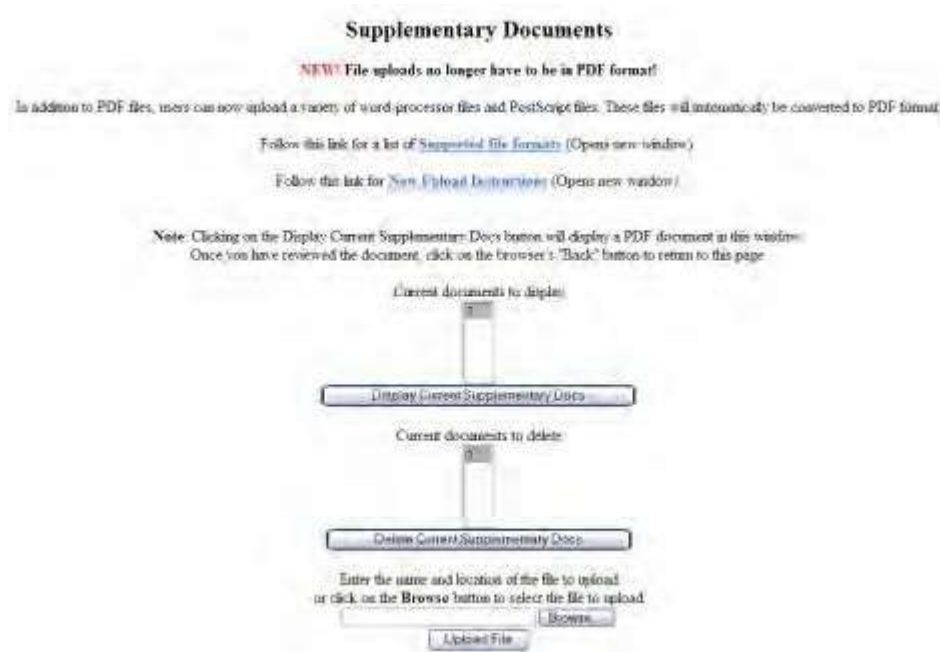 Supplementary Documents
NEW! File uploads no longer have to be in PDF format!
In addition to PDF files, users can now upload a variety of word-processor files and PostScript files. These files will automatically be converted to PDF format
Follow this link for a list of Supported file formats (Opens new window)
Follow this link for New Upload Instructions (Opens new window)
Note: Clicking on the Display Current Supplementary Docs button will display a PDF document in this window.
Once you have reviewed the document, click on the browser's "Back" button to return to this page
Current documents to display
Display Current Supplementary Docs
Current documents to delete
Delete Current Supplementary Docs
Enter the name and location of the file to upload
or click on the Browse button to select the file to upload
Browse...
Upload File